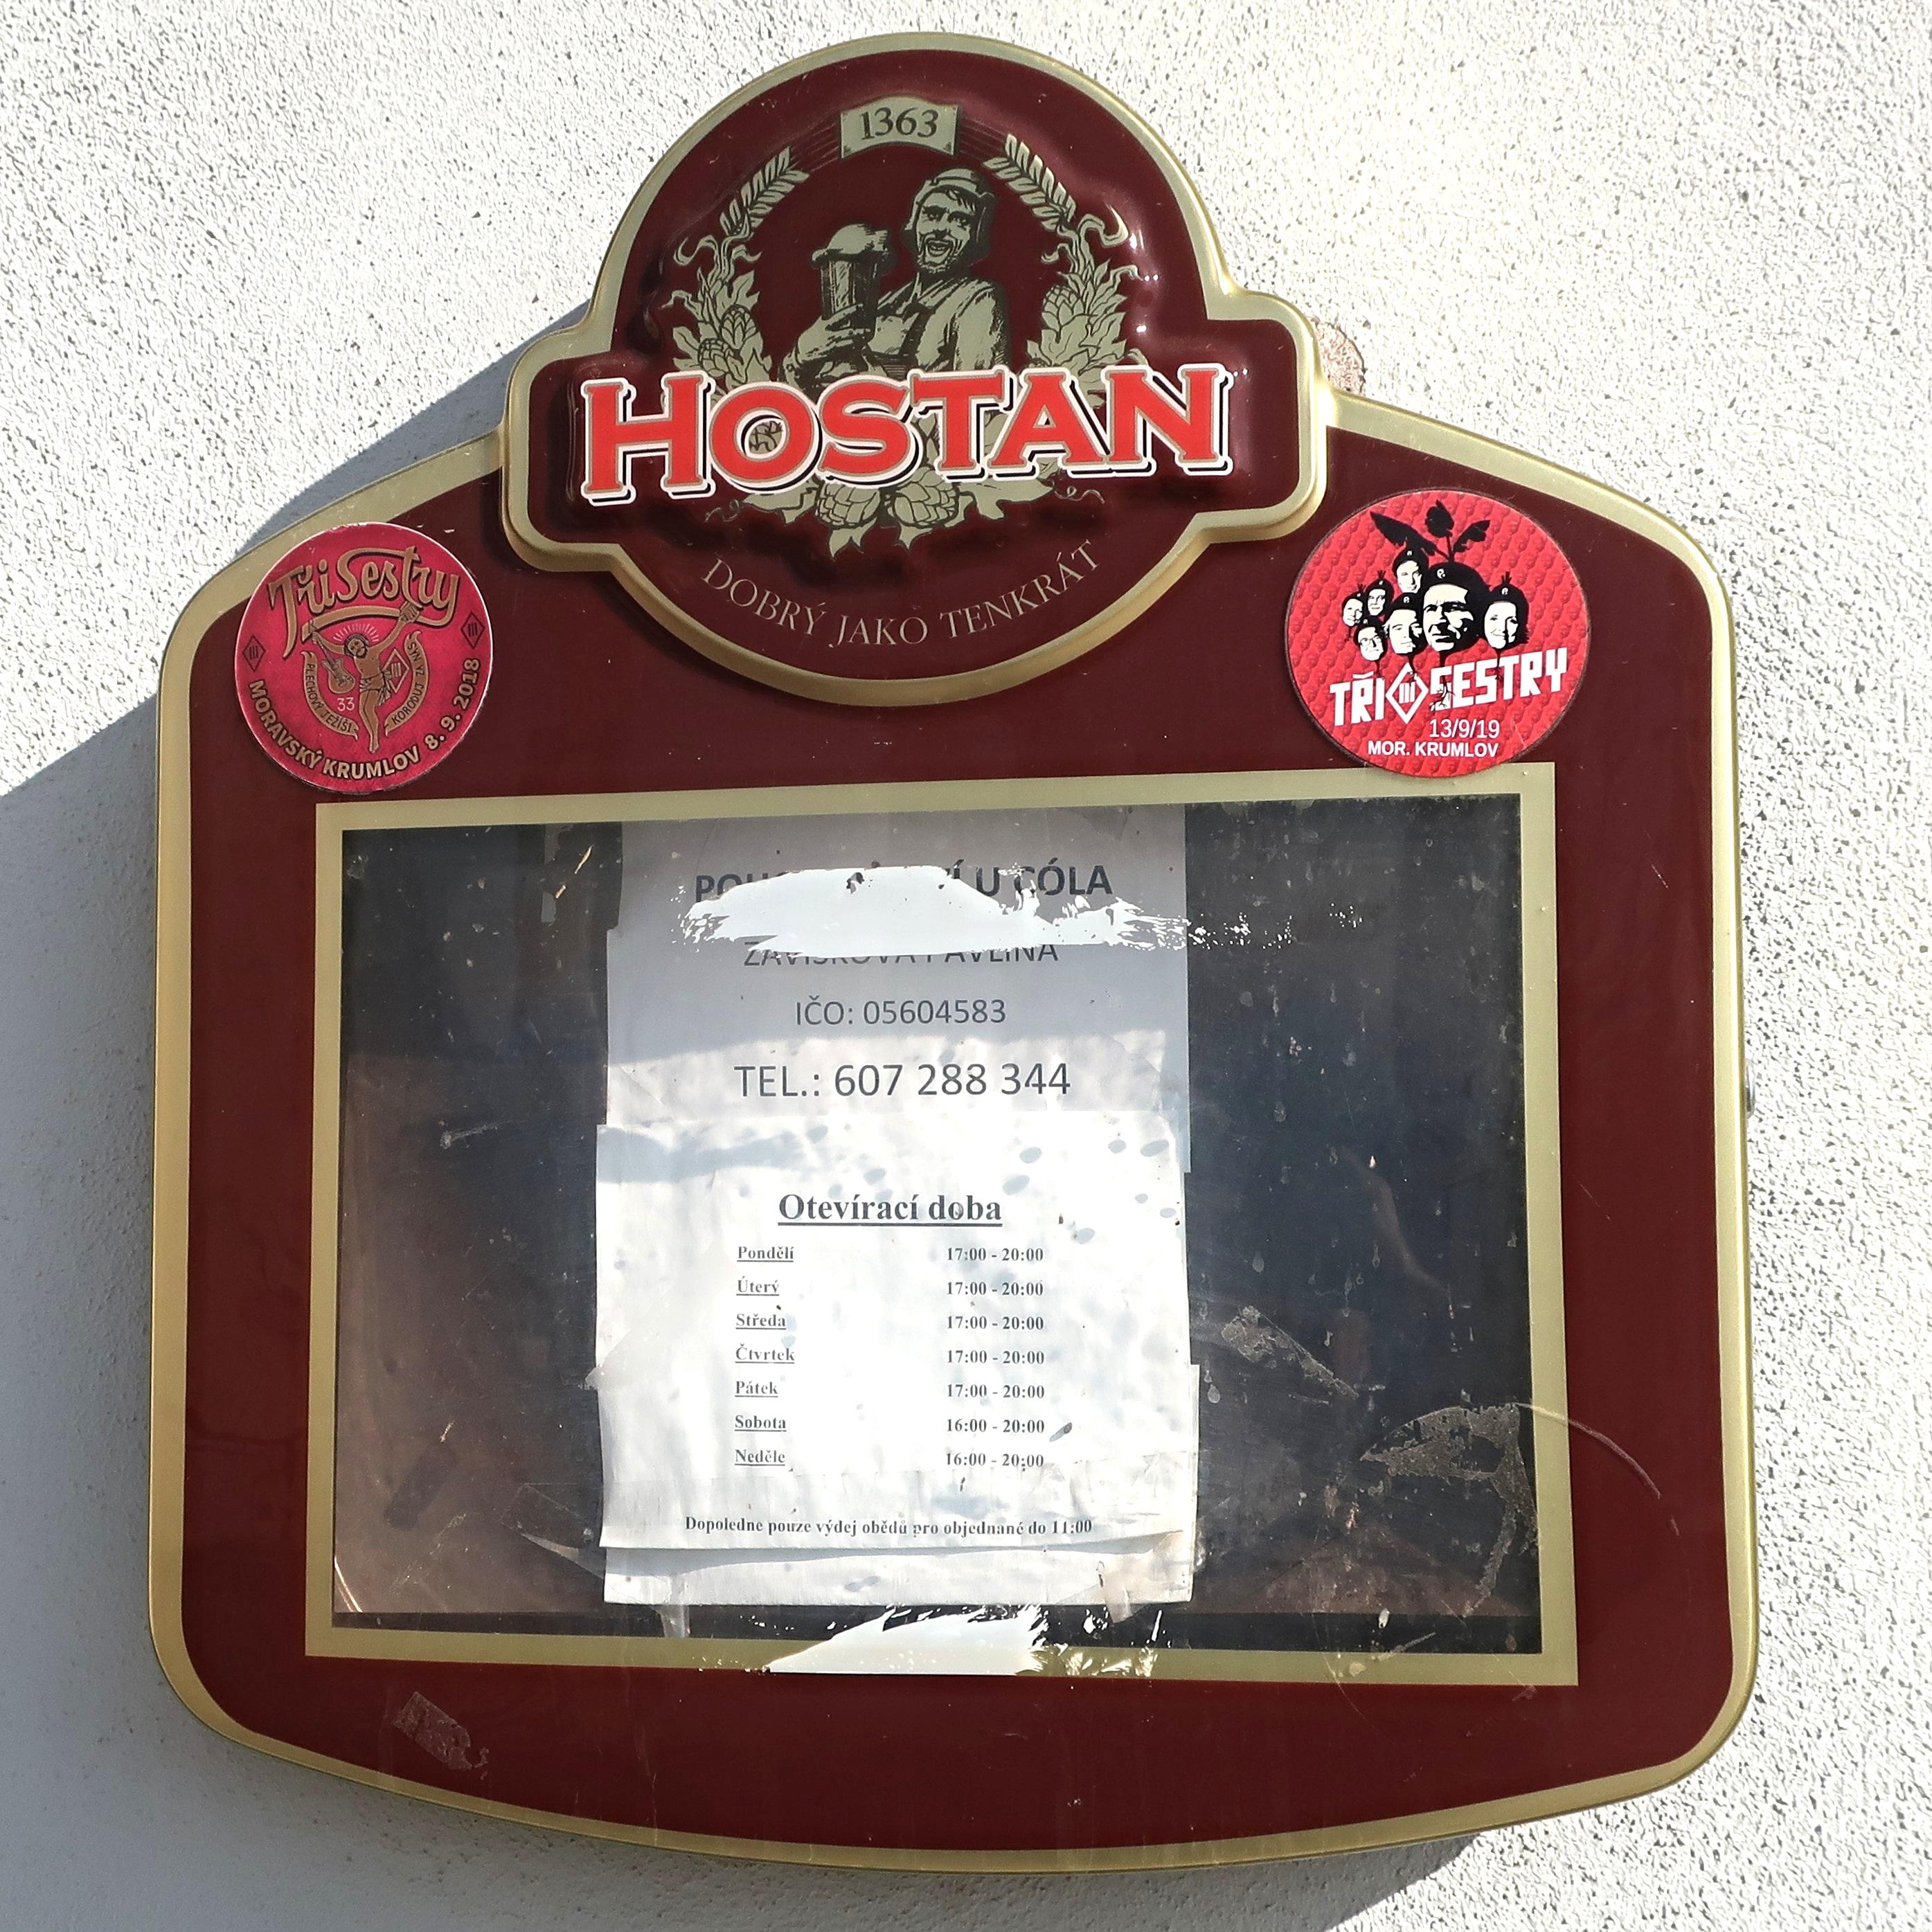 1363
HOSTAN
DOBRÝ JAKO TENKRÁT
Tři Sestry
33
MORAVSKÝ KRUMLOV 8.9.2018
TŘI SESTRY
13/9/19
MOR. KRUMLOV
U CÓLA
PAVLÍNA
IČO: 05604583
TEL.: 607 288 344
Otevírací doba
Pondělí 17:00 - 20:00
Úterý 17:00 - 20:00
Středa 17:00 - 20:00
Čtvrtek 17:00 - 20:00
Pátek 17:00 - 20:00
Sobota 16:00 - 20:00
Neděle 16:00 - 20:00
Dopoledne pouze výdej obědů pro objednané do 11:00